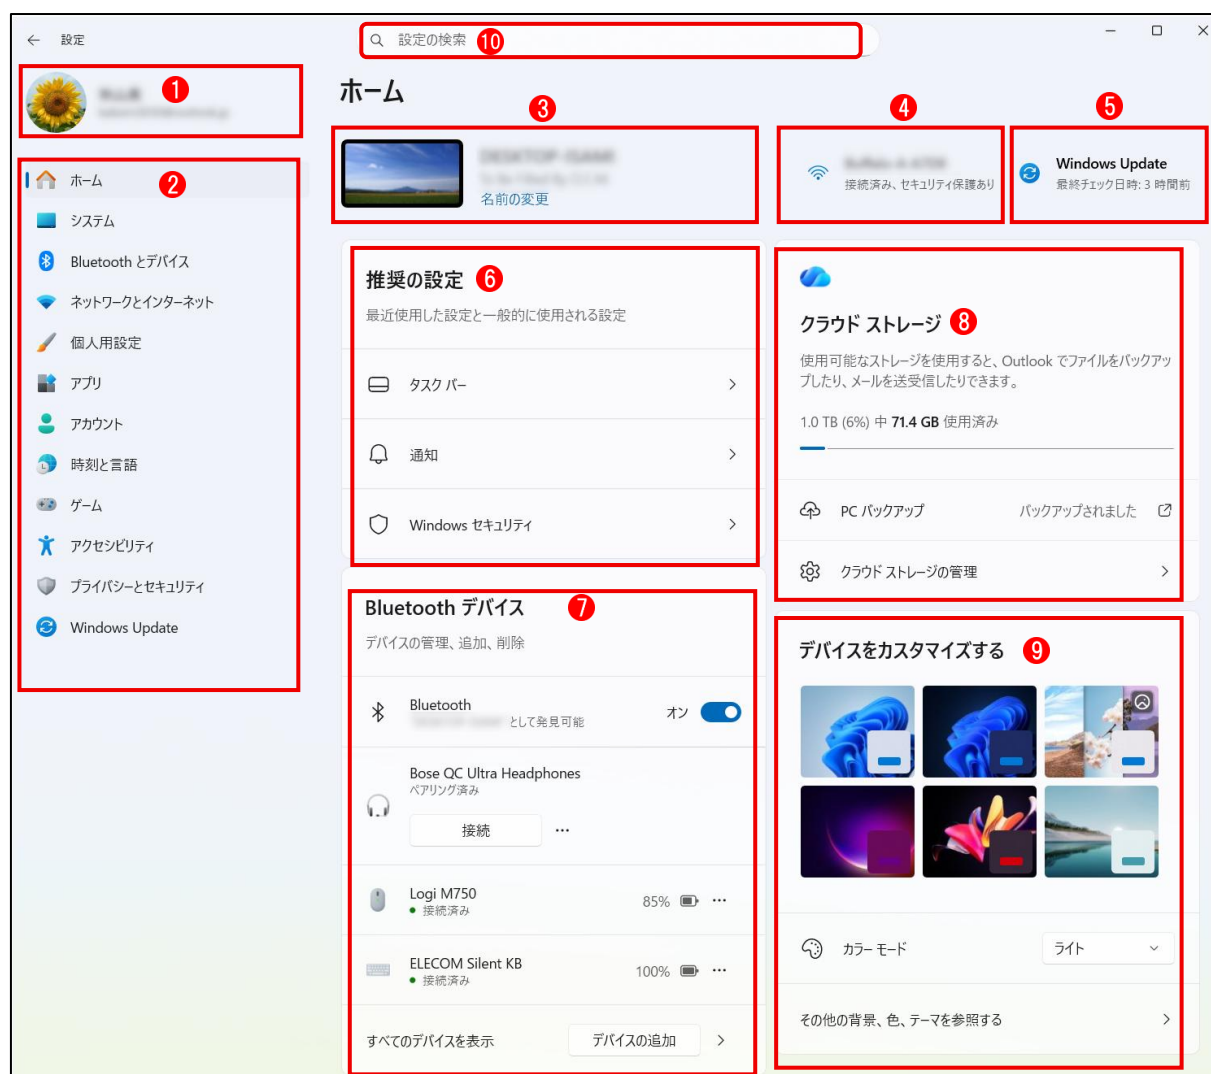 設定
設定の検索 10
1
ホーム
2 ホーム
システム
Bluetooth とデバイス
ネットワークとインターネット
個人用設定
アプリ
アカウント
時刻と言語
ゲーム
アクセシビリティ
プライバシーとセキュリティ
Windows Update
3
名前の変更
4
接続済み、セキュリティ保護あり
5
Windows Update
最終チェック日時: 3 時間前
推奨の設定 6
最近使用した設定と一般的に使用される設定
タスク バー
通知
Windows セキュリティ
Bluetooth デバイス 7
デバイスの管理、追加、削除
Bluetooth
として発見可能
オン
Bose QC Ultra Headphones
ペアリング済み
接続
Logi M750
接続済み
85%
ELECOM Silent KB
接続済み
100%
すべてのデバイスを表示
デバイスの追加
クラウド ストレージ 8
使用可能なストレージを使用すると、Outlook でファイルをバックアッ
プしたり、メールを送受信したりできます。
1.0 TB (6%) 中 71.4 GB 使用済み
PC バックアップ
バックアップされました
クラウド ストレージの管理
デバイスをカスタマイズする 9
カラー モード
ライト
その他の背景、色、テーマを参照する